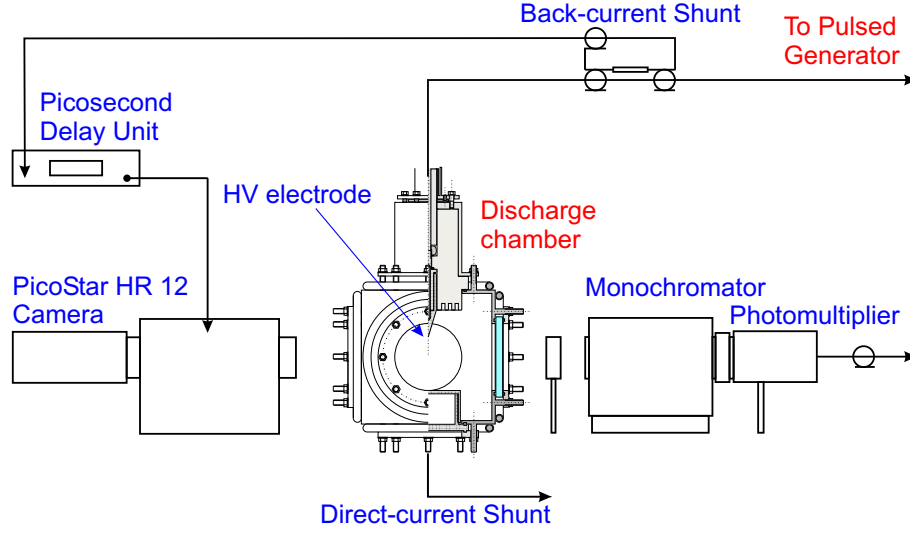 Back-current Shunt
To Pulsed
Generator
Picosecond
Delay Unit
HV electrode
Discharge
chamber
PicoStar HR 12
Camera
Monochromator
Photomultiplier
Direct-current Shunt